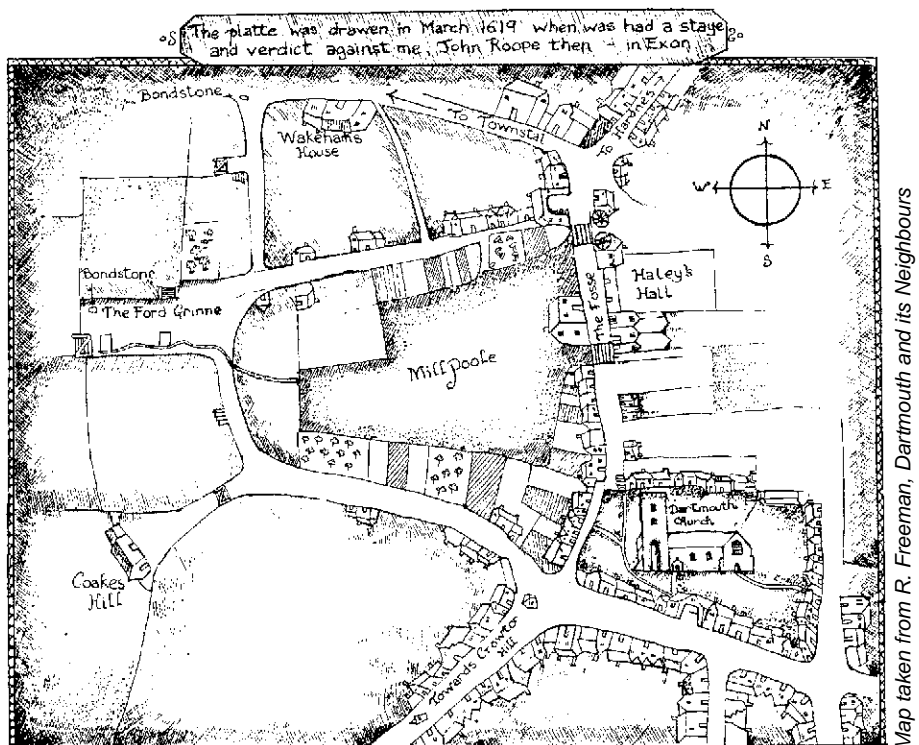 The platte was drawen in March 1619 when was had a staye
and verdict against me, John Roope then - in Exon
Bondstone
Wakehams
House
To Townstal
To Hardnes
N
W
E
S
Bondstone
The Ford Grinne
The Fosse
Haley's
Hall
Mill Poole
Dartmouth
Church
Coakes
Hill
Towards Crowto
Hill
Map taken from R. Freeman, Dartmouth and its Neighbours